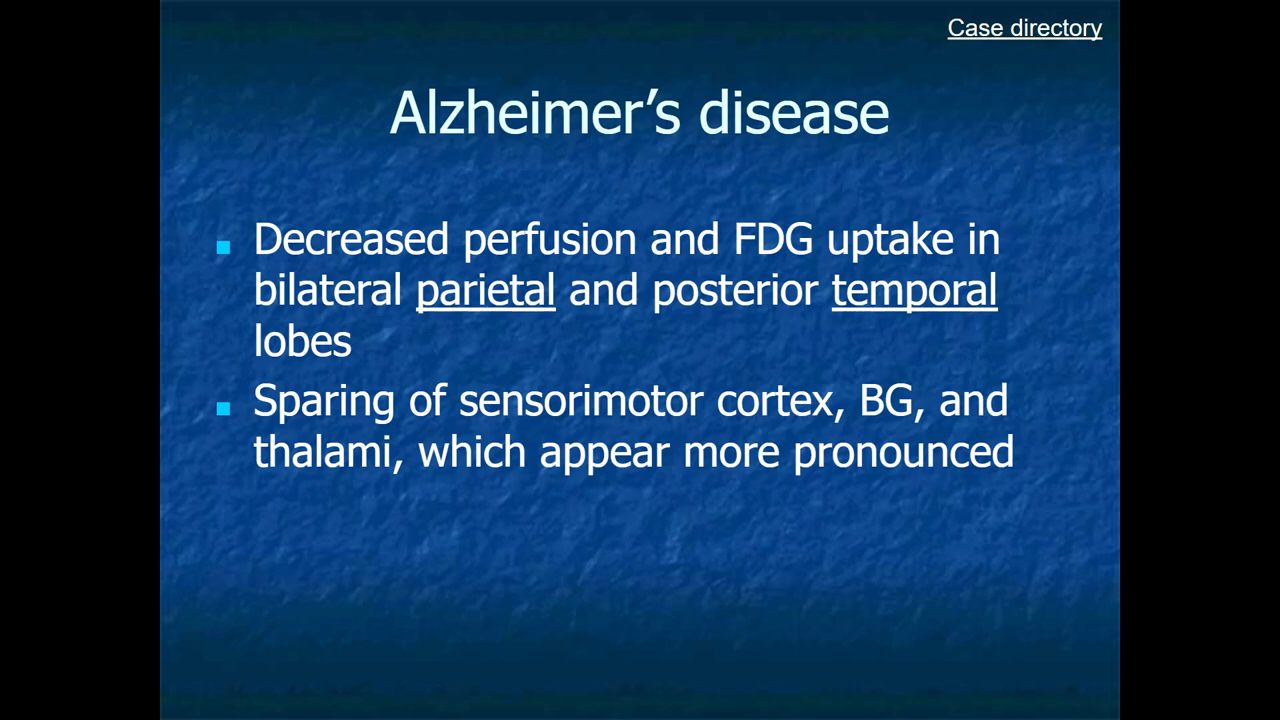 Case directory
Alzheimer’s disease
Decreased perfusion and FDG uptake in
bilateral parietal and posterior temporal
lobes
Sparing of sensorimotor cortex, BG, and
thalami, which appear more pronounced